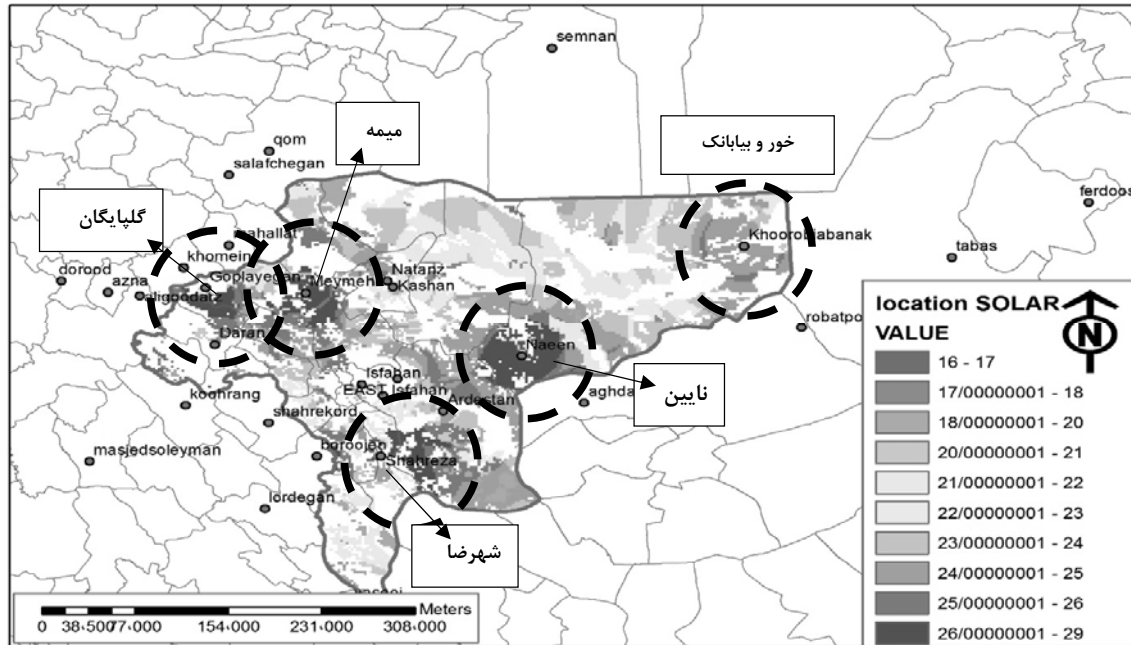 semnan
میمه
خور و بیابانک
qom
salafchegan
ferdoos
گلپایگان
mahallat
Khoorobiabanak
tabas
khomein
dorood
azna
Goplayegan
Meymeh
Natanz
Kashan
aligoodarz
robatpo
Daran
Naeen
isfahan
EAST Isfahan
Ardestan
aghda
نایین
koohrang
shahrekord
boroojen
Shahreza
masjedsoleyman
lordegan
شهرضا
yasooj
location SOLAR
VALUE
N
16 - 17
17/00000001 - 18
18/00000001 - 20
20/00000001 - 21
21/00000001 - 22
22/00000001 - 23
23/00000001 - 24
24/00000001 - 25
25/00000001 - 26
26/00000001 - 29
Meters
0 38،500 77،000 154،000 231،000 308،000